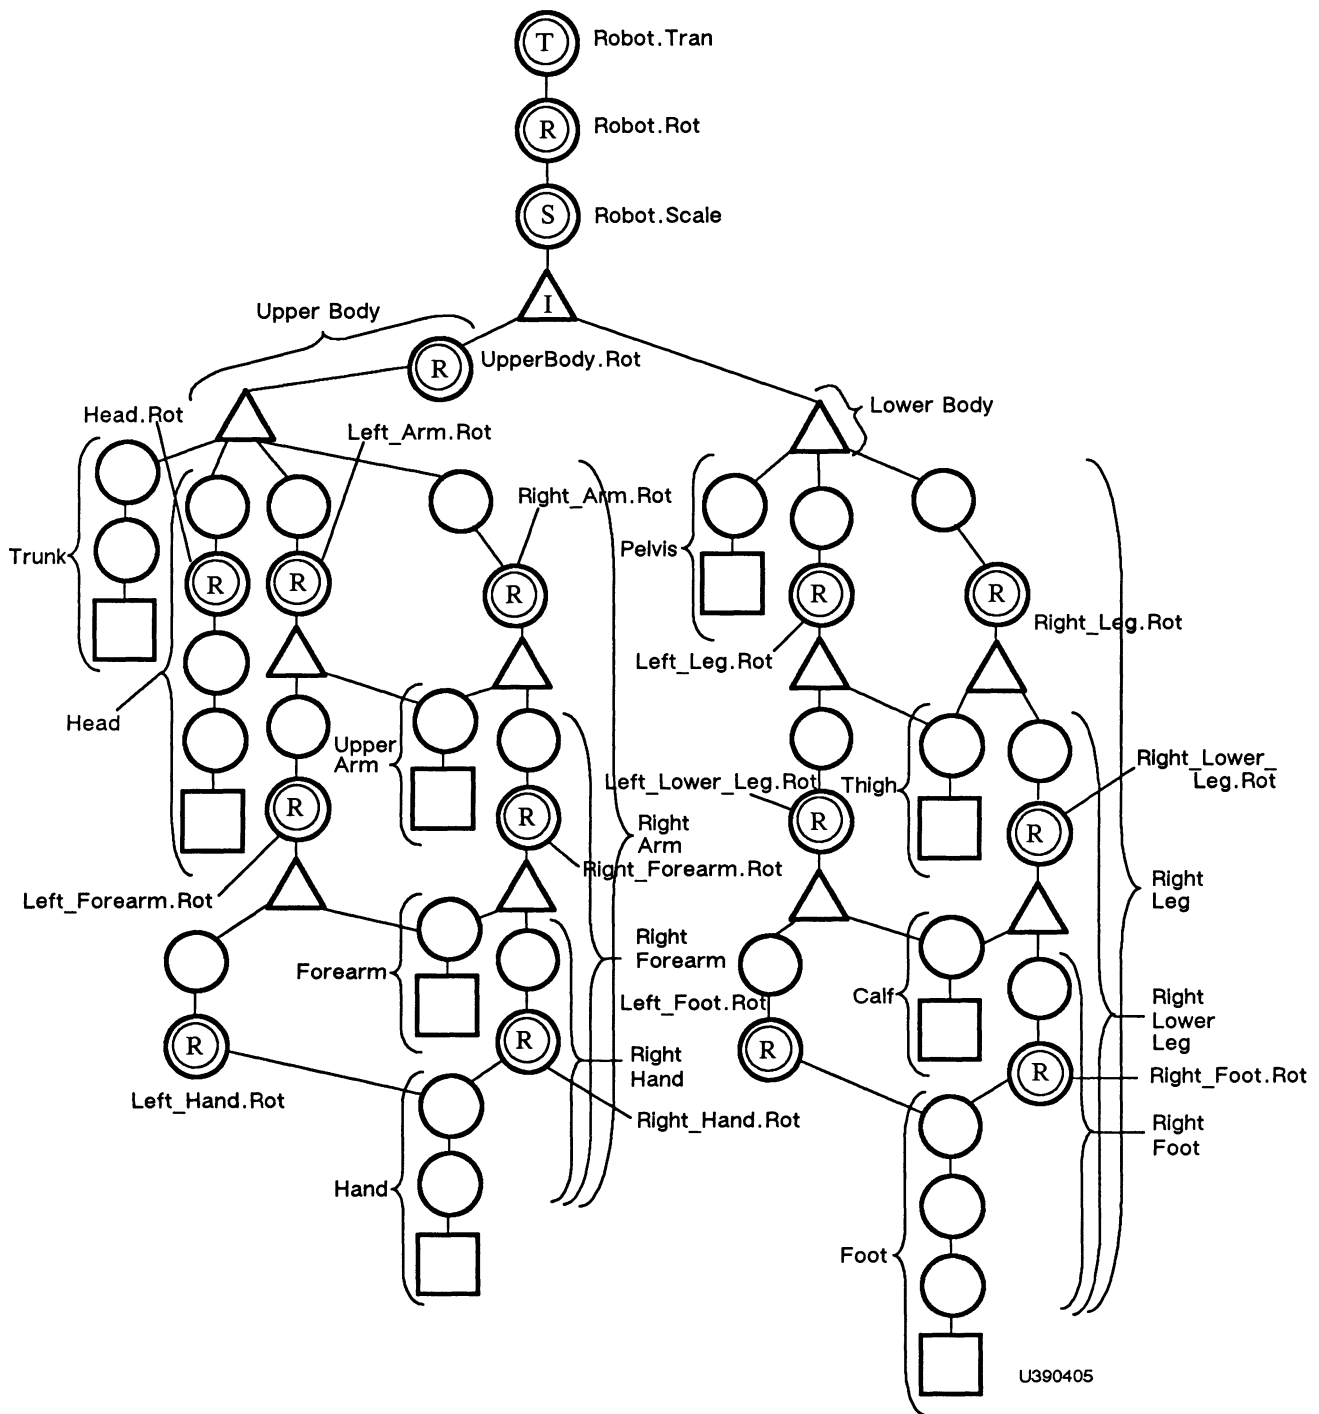 T
Robot.Tran
R
Robot.Rot
S
Robot.Scale
I
Upper Body
R
UpperBody.Rot
Head.Rot
Left_Arm.Rot
Lower Body
Right_Arm.Rot
Trunk
Pelvis
R
R
R
R
R
Right_Leg.Rot
Left_Leg.Rot
Head
Upper
Arm
Left_Lower_Leg.Rot
Thigh
Right_Lower_
Leg.Rot
R
R
R
R
Right
Arm
Right_Forearm.Rot
Left_Forearm.Rot
Right
Leg
Right
Forearm
Forearm
Left_Foot.Rot
Calf
Right
Lower
Leg
R
R
R
R
Right
Hand
Right_Foot.Rot
Left_Hand.Rot
Right_Hand.Rot
Right
Foot
Hand
Foot
U390405